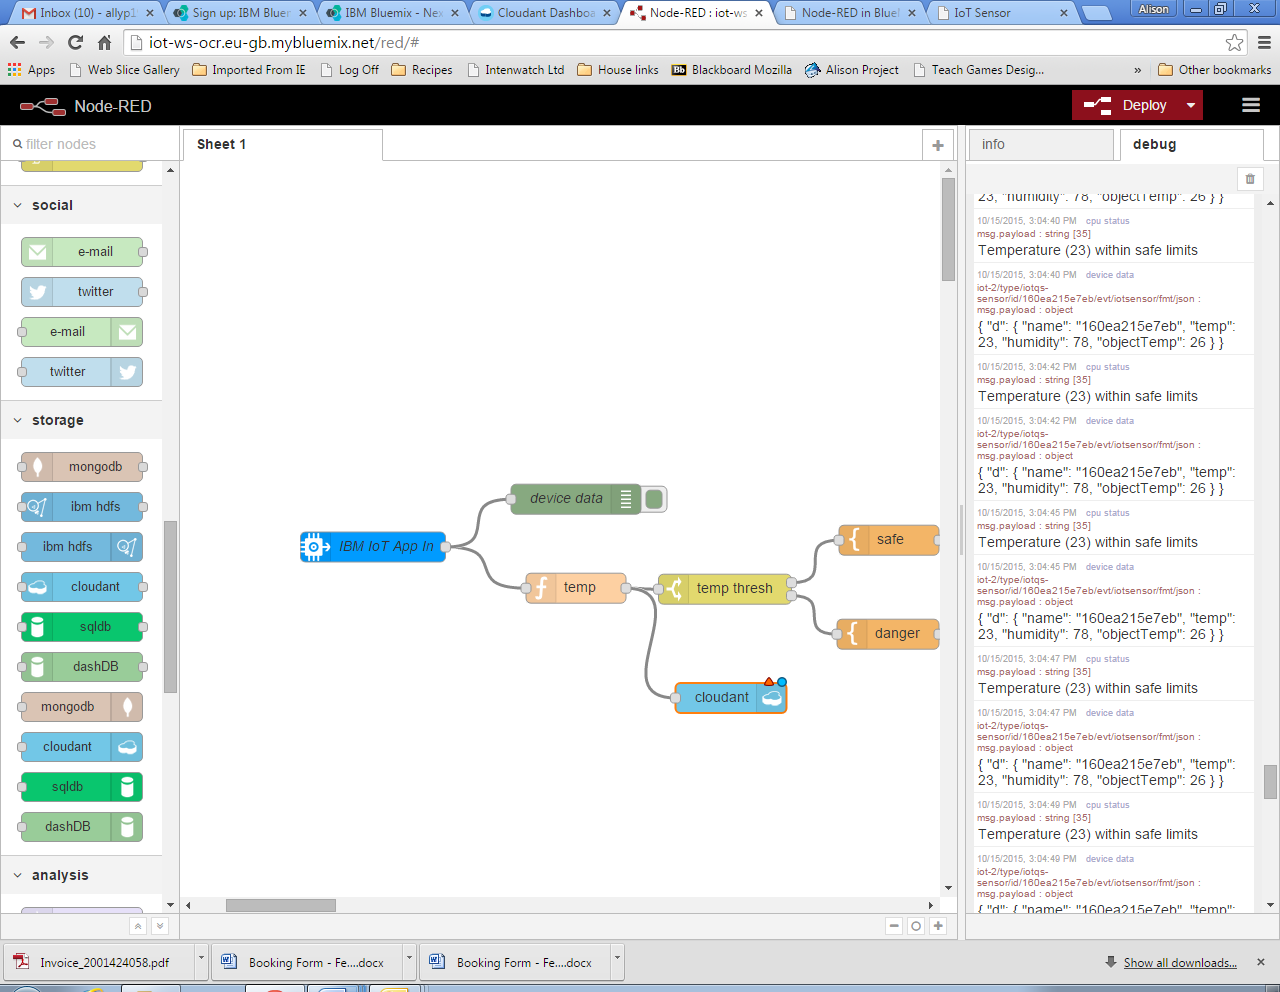 Inbox (10) - allyp1
Sign up: IBM Bluer
IBM Bluemix - Nex
Cloudant Dashboa
Node-RED : iot-ws
Node-RED in Blue
IoT Sensor
Alison
iot-ws-ocr.eu-gb.mybluemix.net/red/#
Apps
Web Slice Gallery
Imported From IE
Log Off
Recipes
Intenwatch Ltd
House links
Bb
Blackboard Mozilla
Alison Project
Teach Games Desig...
»
Other bookmarks
Node-RED
Deploy
filter nodes
Sheet 1
info
debug
social
e-mail
twitter
e-mail
twitter
storage
mongodb
ibm hdfs
ibm hdfs
cloudant
sqldb
dashDB
mongodb
cloudant
sqldb
dashDB
analysis
device data
IBM IoT App In
temp
temp thresh
safe
danger
cloudant
23, "humidity": 78, "objectTemp": 26 } }
10/15/2015, 3:04:40 PM cpu status
msg.payload : string [35]
Temperature (23) within safe limits
10/15/2015, 3:04:40 PM device data
iot-2/type/iotqs-
sensor/id/160ea215e7eb/evt/iotsensor/fmt/json :
msg.payload : object
{ "d": { "name": "160ea215e7eb", "temp":
23, "humidity": 78, "objectTemp": 26 } }
10/15/2015, 3:04:42 PM cpu status
msg.payload : string [35]
Temperature (23) within safe limits
10/15/2015, 3:04:42 PM device data
iot-2/type/iotqs-
sensor/id/160ea215e7eb/evt/iotsensor/fmt/json :
msg.payload : object
{ "d": { "name": "160ea215e7eb", "temp":
23, "humidity": 78, "objectTemp": 26 } }
10/15/2015, 3:04:45 PM cpu status
msg.payload : string [35]
Temperature (23) within safe limits
10/15/2015, 3:04:45 PM device data
iot-2/type/iotqs-
sensor/id/160ea215e7eb/evt/iotsensor/fmt/json :
msg.payload : object
{ "d": { "name": "160ea215e7eb", "temp":
23, "humidity": 78, "objectTemp": 26 } }
10/15/2015, 3:04:47 PM cpu status
msg.payload : string [35]
Temperature (23) within safe limits
10/15/2015, 3:04:47 PM device data
iot-2/type/iotqs-
sensor/id/160ea215e7eb/evt/iotsensor/fmt/json :
msg.payload : object
{ "d": { "name": "160ea215e7eb", "temp":
23, "humidity": 78, "objectTemp": 26 } }
10/15/2015, 3:04:49 PM cpu status
msg.payload : string [35]
Temperature (23) within safe limits
10/15/2015, 3:04:49 PM device data
iot-2/type/iotqs-
sensor/id/160ea215e7eb/evt/iotsensor/fmt/json :
msg.payload : object
{ "d": { "name": "160ea215e7eb", "temp":
Invoice_2001424058.pdf
Booking Form - Fe....docx
Booking Form - Fe....docx
Show all downloads...